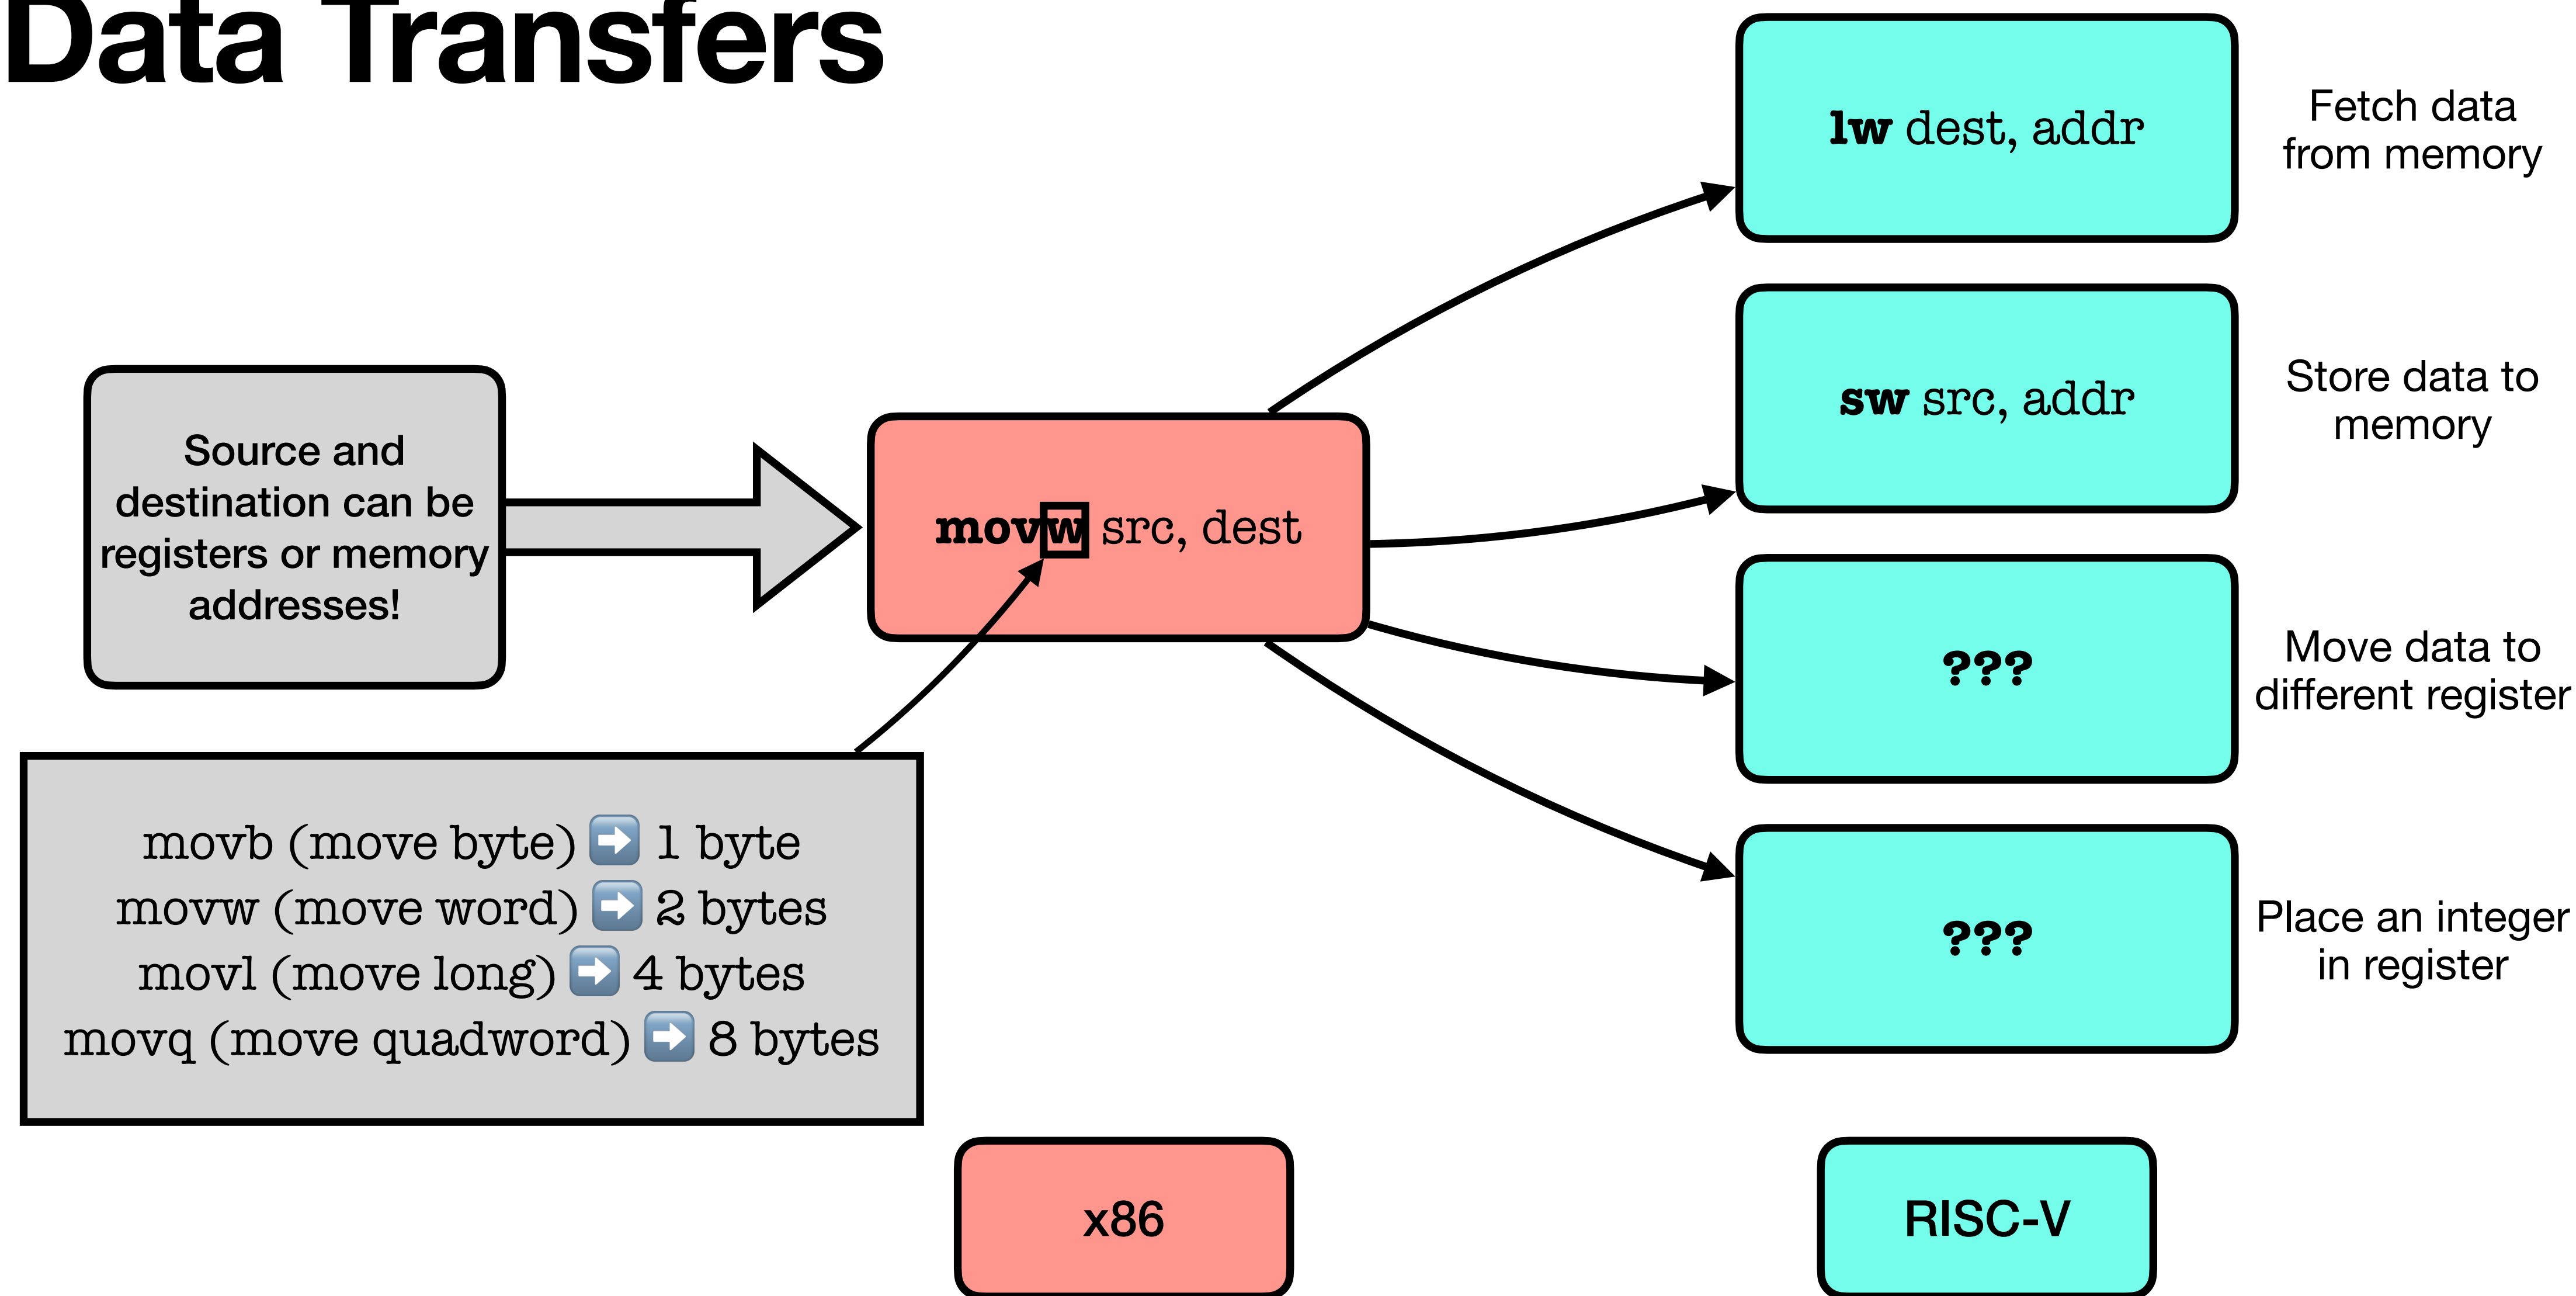 Data Transfers
lw dest, addr
Fetch data
from memory
sw src, addr
Store data to
memory
Source and
destination can be
registers or memory
addresses!
movw src, dest
???
Move data to
different register
movb (move byte) ➡️ 1 byte
movw (move word) ➡️ 2 bytes
movl (move long) ➡️ 4 bytes
movq (move quadword) ➡️ 8 bytes
???
Place an integer
in register
x86
RISC-V